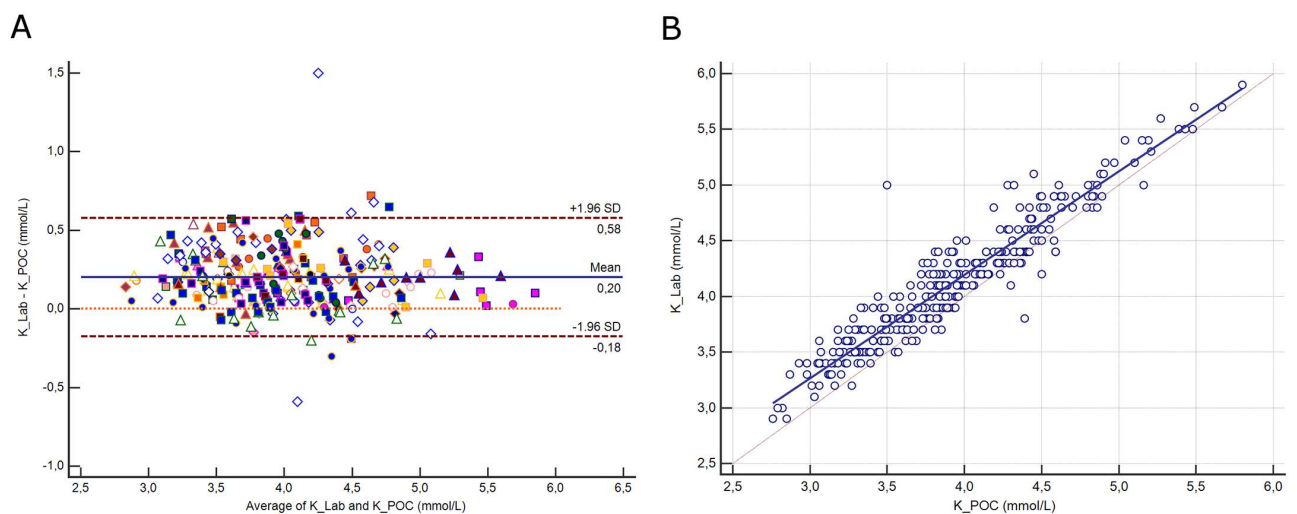 A
B
1,5
1,0
0,5
0,0
-0,5
-1,0
K_Lab - K_POC (mmol/L)
+1.96 SD
0,58
Mean
0,20
-1.96 SD
-0,18
2,5 3,0 3,5 4,0 4,5 5,0 5,5 6,0 6,5
Average of K_Lab and K_POC (mmol/L)
6,0
5,5
5,0
4,5
4,0
3,5
3,0
2,5
K_Lab (mmol/L)
2,5 3,0 3,5 4,0 4,5 5,0 5,5 6,0
K_POC (mmol/L)